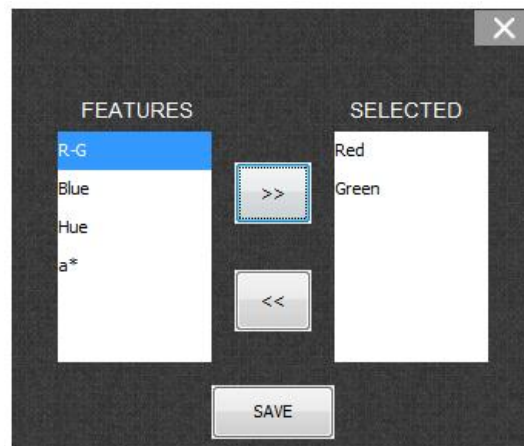 FEATURES
SELECTED
R-G
Blue
Hue
a*
>>
<<
Red
Green
SAVE